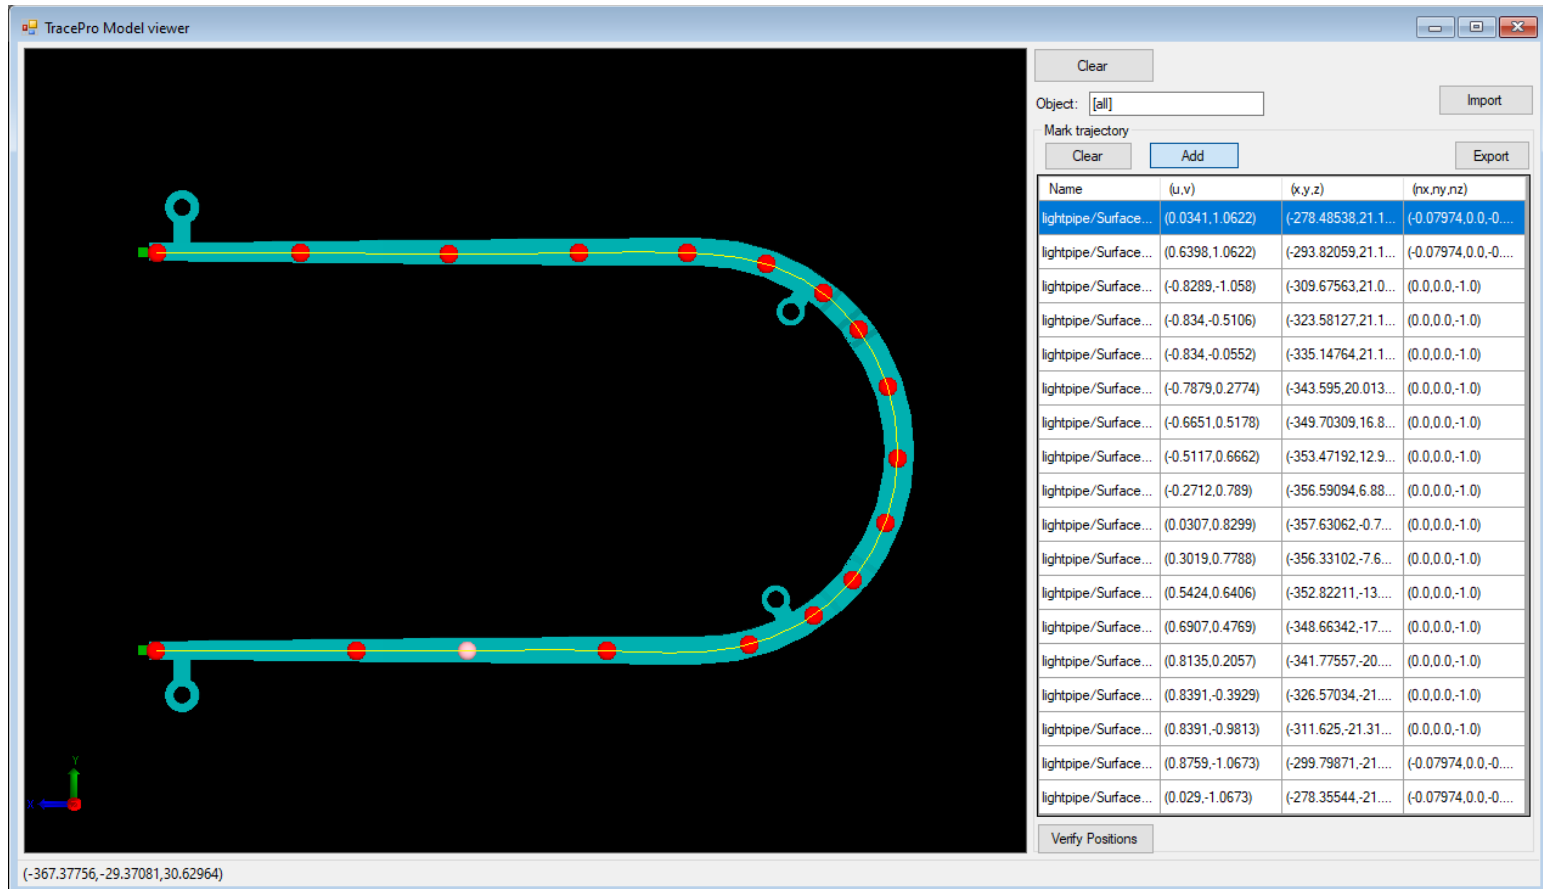 TracePro Model viewer
Clear
Object: [all]
Import
Mark trajectory
Clear Add Export
Name (u,v) (x,y,z) (nx,ny,nz)
lightpipe/Surface... (0.0341,1.0622) (-278.48538,21.1... (-0.07974,0.0,-0....
lightpipe/Surface... (0.6398,1.0622) (-293.82059,21.1... (-0.07974,0.0,-0....
lightpipe/Surface... (-0.8289,-1.058) (-309.67563,21.0... (0.0,0.0,-1.0)
lightpipe/Surface... (-0.834,-0.5106) (-323.58127,21.1... (0.0,0.0,-1.0)
lightpipe/Surface... (-0.834,-0.0552) (-335.14764,21.1... (0.0,0.0,-1.0)
lightpipe/Surface... (-0.7879,0.2774) (-343.595,20.013... (0.0,0.0,-1.0)
lightpipe/Surface... (-0.6651,0.5178) (-349.70309,16.8... (0.0,0.0,-1.0)
lightpipe/Surface... (-0.5117,0.6662) (-353.47192,12.9... (0.0,0.0,-1.0)
lightpipe/Surface... (-0.2712,0.789) (-356.59094,6.88... (0.0,0.0,-1.0)
lightpipe/Surface... (0.0307,0.8299) (-357.63062,-0.7... (0.0,0.0,-1.0)
lightpipe/Surface... (0.3019,0.7788) (-356.33102,-7.6... (0.0,0.0,-1.0)
lightpipe/Surface... (0.5424,0.6406) (-352.82211,-13.... (0.0,0.0,-1.0)
lightpipe/Surface... (0.6907,0.4769) (-348.66342,-17.... (0.0,0.0,-1.0)
lightpipe/Surface... (0.8135,0.2057) (-341.77557,-20.... (0.0,0.0,-1.0)
lightpipe/Surface... (0.8391,-0.3929) (-326.57034,-21.... (0.0,0.0,-1.0)
lightpipe/Surface... (0.8391,-0.9813) (-311.625,-21.31... (0.0,0.0,-1.0)
lightpipe/Surface... (0.8759,-1.0673) (-299.79871,-21.... (-0.07974,0.0,-0....
lightpipe/Surface... (0.029,-1.0673) (-278.35544,-21.... (-0.07974,0.0,-0....
Y
X
Verify Positions
(-367.37756,-29.37081,30.62964)